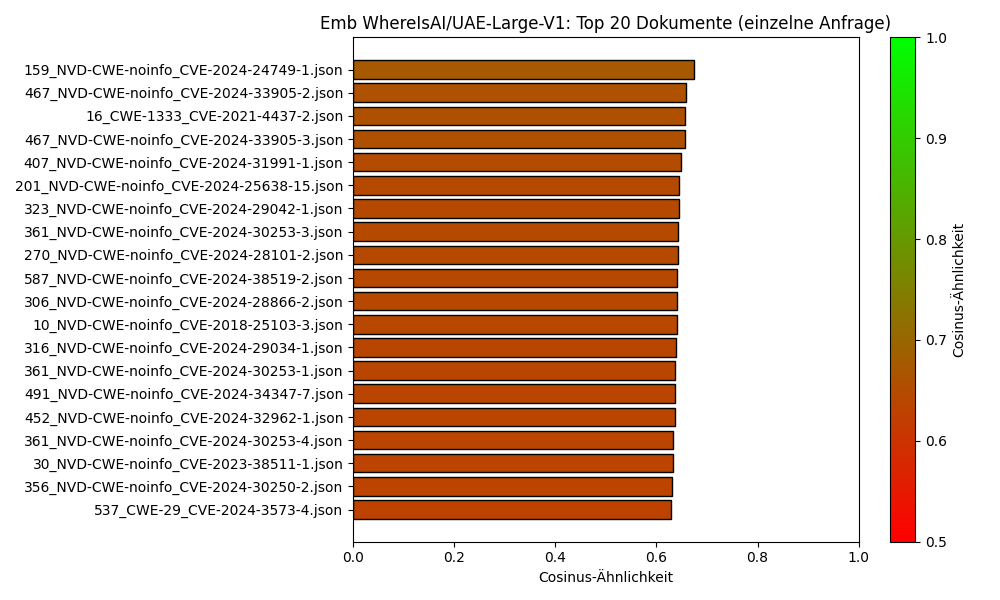 Emb WhereIsAI/UAE-Large-V1: Top 20 Dokumente (einzelne Anfrage)
159_NVD-CWE-noinfo_CVE-2024-24749-1.json
467_NVD-CWE-noinfo_CVE-2024-33905-2.json
16_CWE-1333_CVE-2021-4437-2.json
467_NVD-CWE-noinfo_CVE-2024-33905-3.json
407_NVD-CWE-noinfo_CVE-2024-31991-1.json
201_NVD-CWE-noinfo_CVE-2024-25638-15.json
323_NVD-CWE-noinfo_CVE-2024-29042-1.json
361_NVD-CWE-noinfo_CVE-2024-30253-3.json
270_NVD-CWE-noinfo_CVE-2024-28101-2.json
587_NVD-CWE-noinfo_CVE-2024-38519-2.json
306_NVD-CWE-noinfo_CVE-2024-28866-2.json
10_NVD-CWE-noinfo_CVE-2018-25103-3.json
316_NVD-CWE-noinfo_CVE-2024-29034-1.json
361_NVD-CWE-noinfo_CVE-2024-30253-1.json
491_NVD-CWE-noinfo_CVE-2024-34347-7.json
452_NVD-CWE-noinfo_CVE-2024-32962-1.json
361_NVD-CWE-noinfo_CVE-2024-30253-4.json
30_NVD-CWE-noinfo_CVE-2023-38511-1.json
356_NVD-CWE-noinfo_CVE-2024-30250-2.json
537_CWE-29_CVE-2024-3573-4.json
0.0 0.2 0.4 0.6 0.8 1.0
Cosinus-Ähnlichkeit
1.0
0.9
0.8
0.7
0.6
0.5
Cosinus-Ähnlichkeit